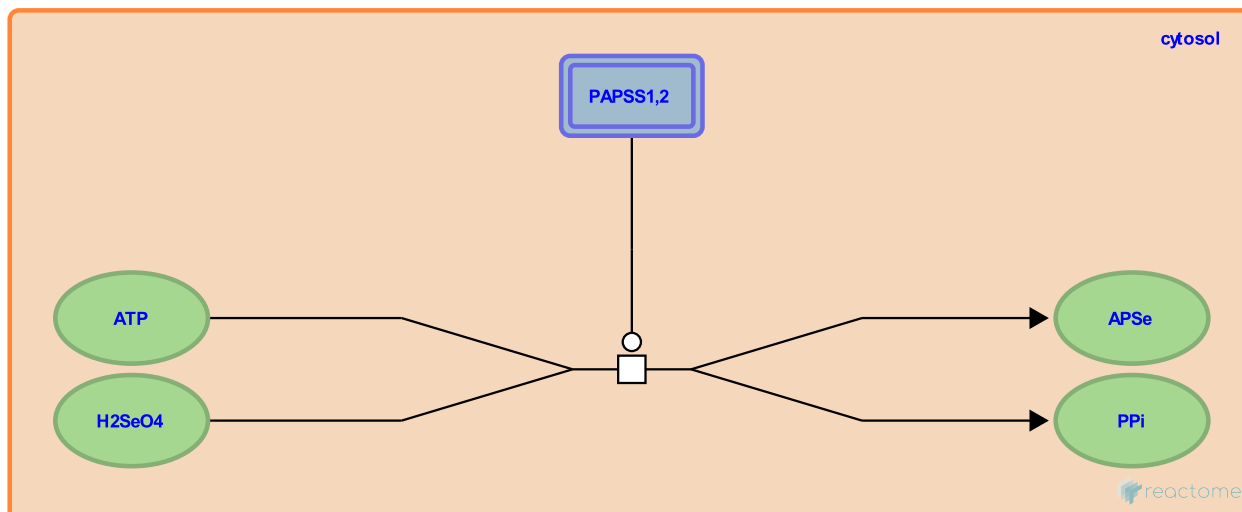 cytosol
PAPSS1,2
ATP
APSe
H2SeO4
PPi
reactome